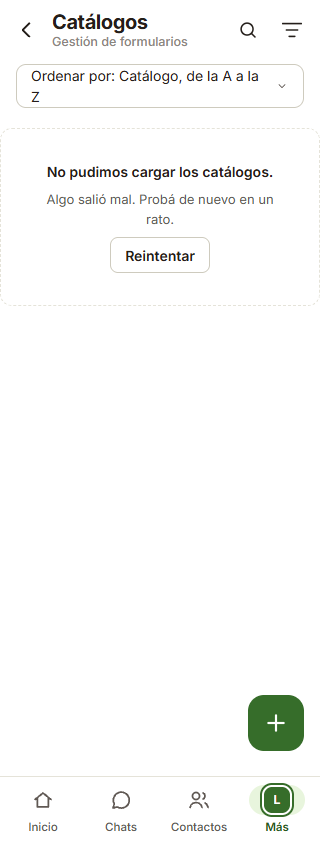 Catálogos
Gestión de formularios
Ordenar por: Catálogo, de la A a la
Z
No pudimos cargar los catálogos.
Algo salió mal. Probá de nuevo en un
rato.
Reintentar
L
Inicio
Chats
Contactos
Más